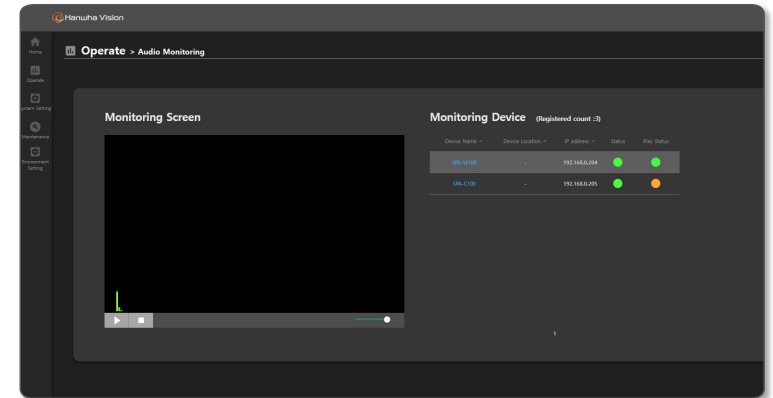 Hanwha Vision
Home
Operate > Audio Monitoring
Operate
System Setting
Maintenance
Environment
Setting
Monitoring Screen
Monitoring Device (Registered count :3)
Device Name Device Location IP address Status Play Status
SPA-W100 - 192.168.0.204
SPA-C100 - 192.168.0.205
1